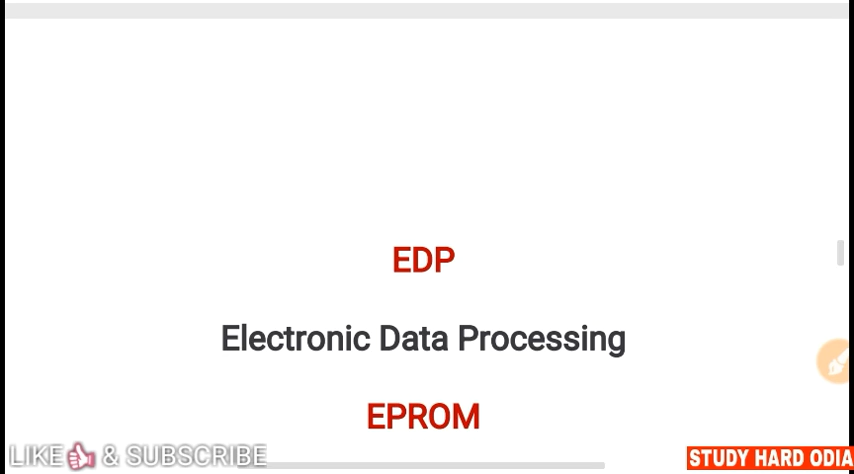 EDP
Electronic Data Processing
EPROM
LIKE & SUBSCRIBE
STUDY HARD ODIA